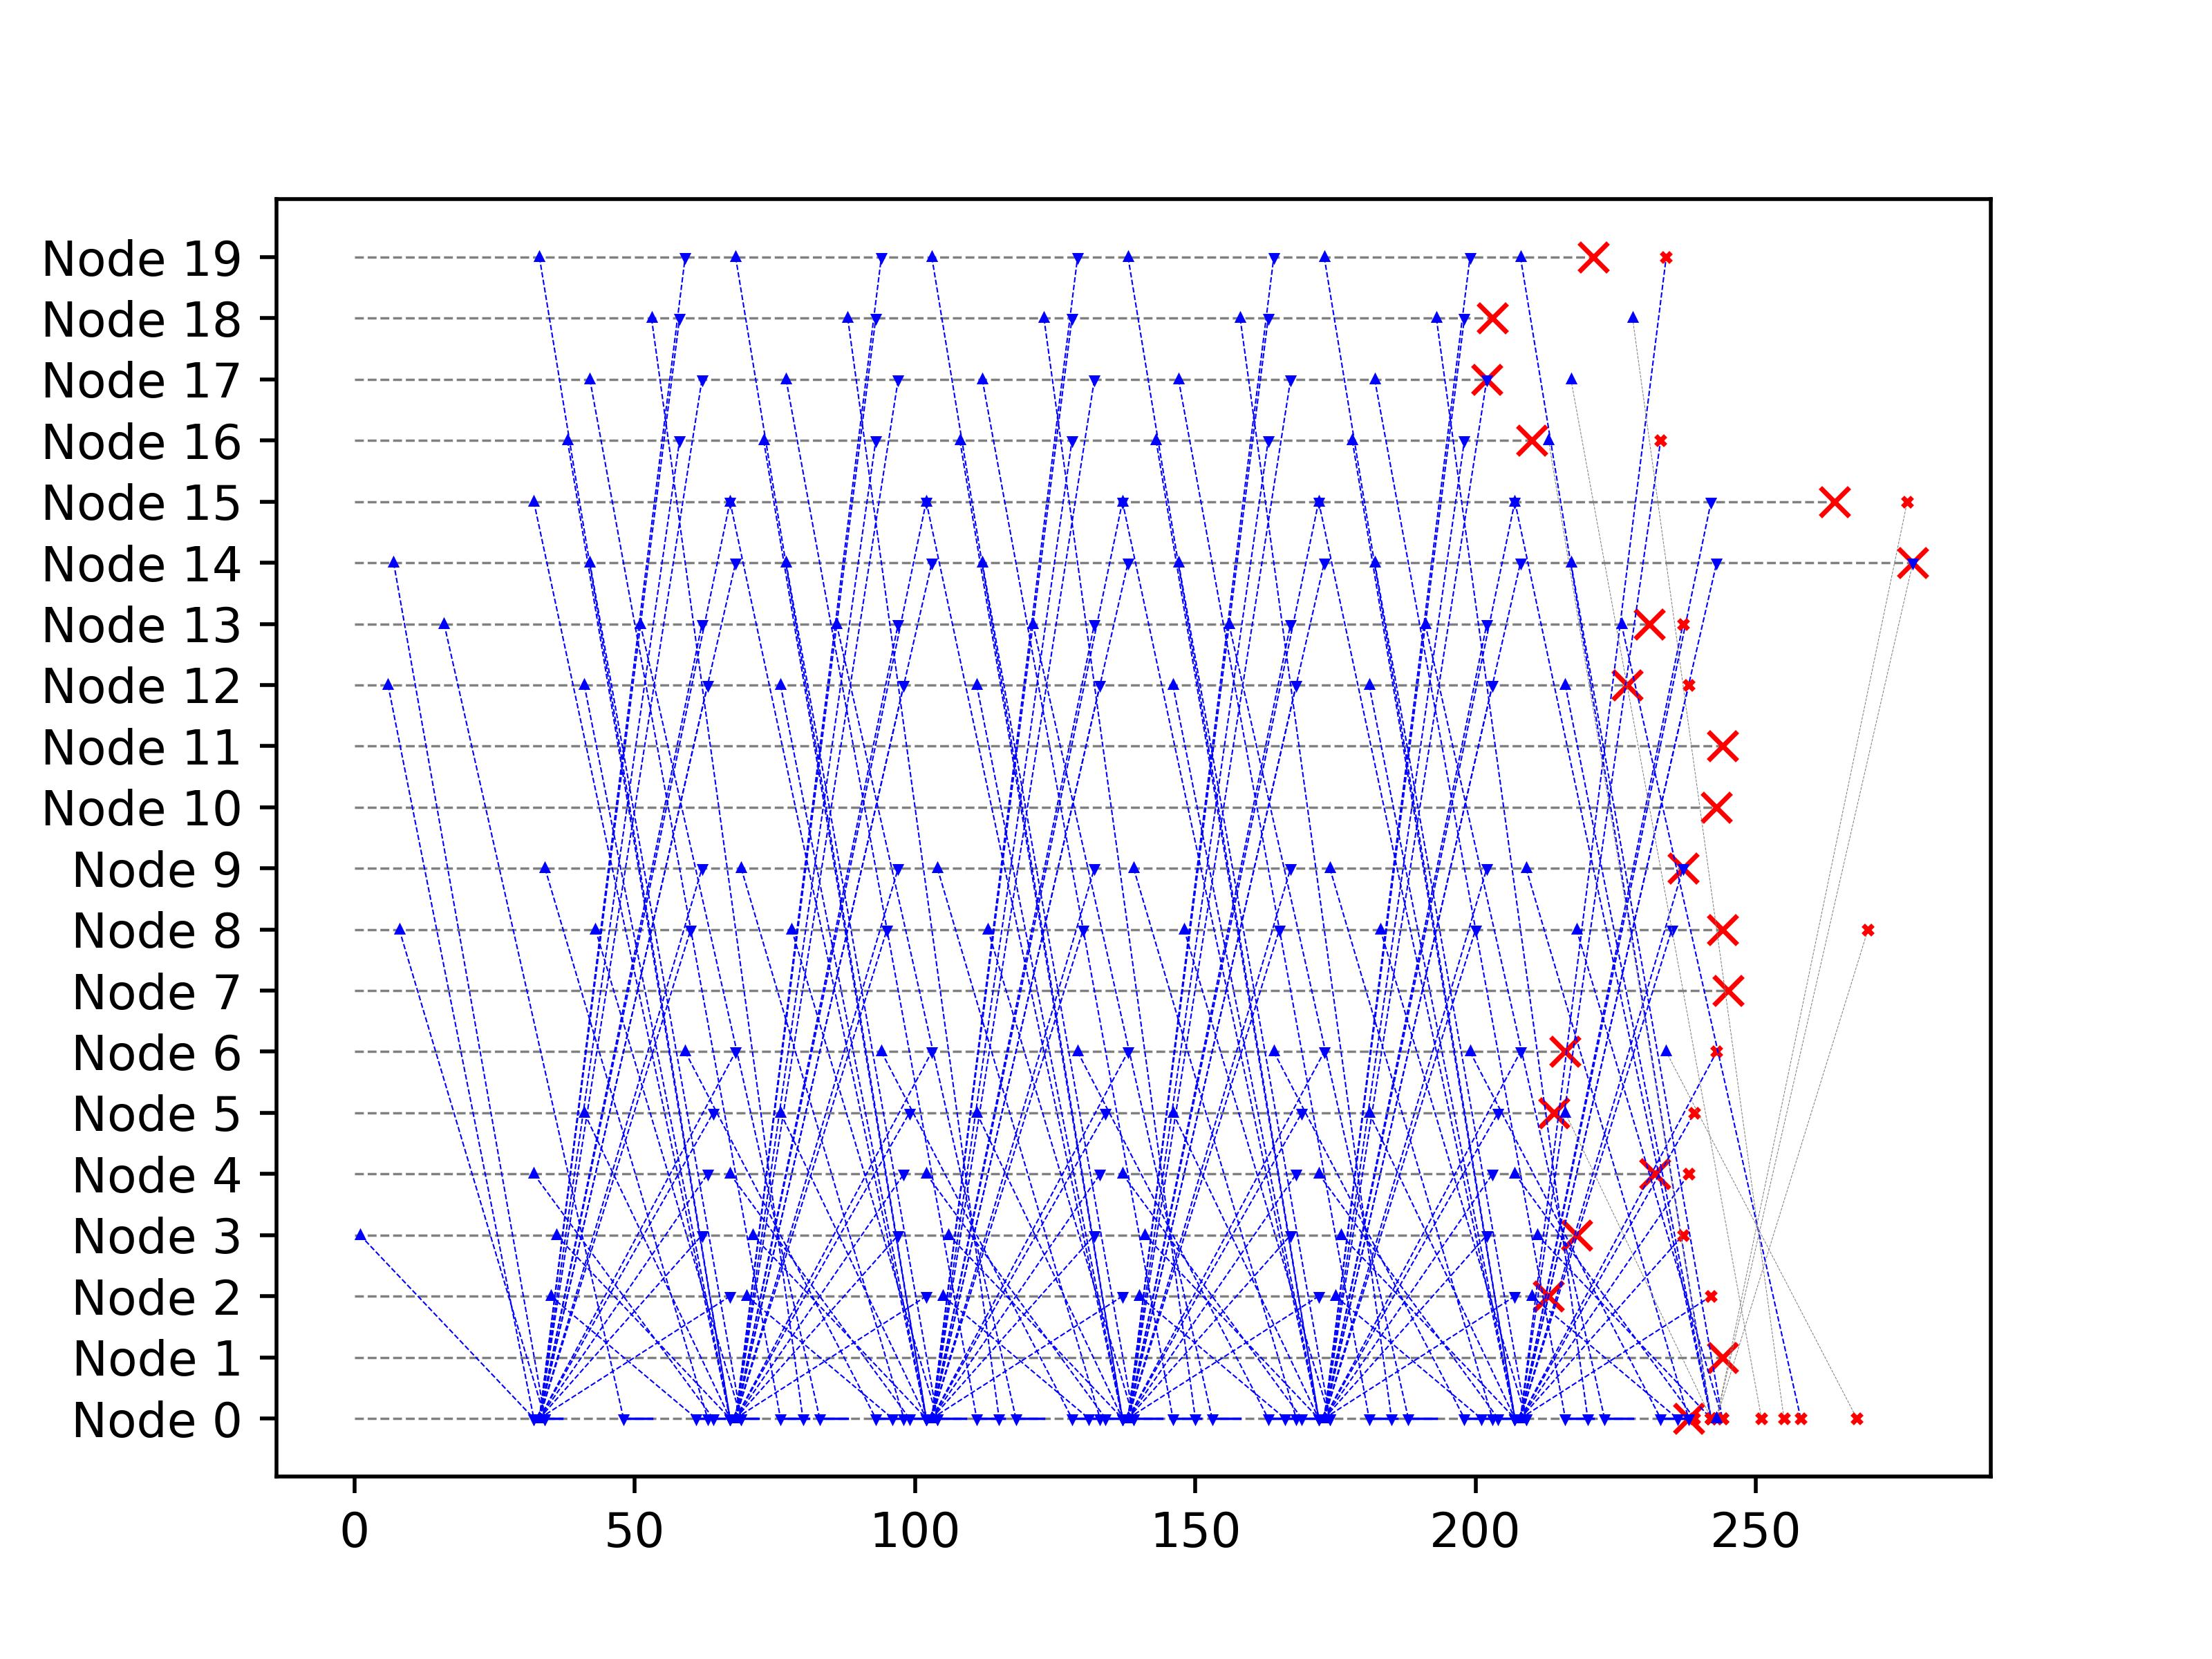 Node 19
Node 18
Node 17
Node 16
Node 15
Node 14
Node 13
Node 12
Node 11
Node 10
Node 9
Node 8
Node 7
Node 6
Node 5
Node 4
Node 3
Node 2
Node 1
Node 0
0 50 100 150 200 250